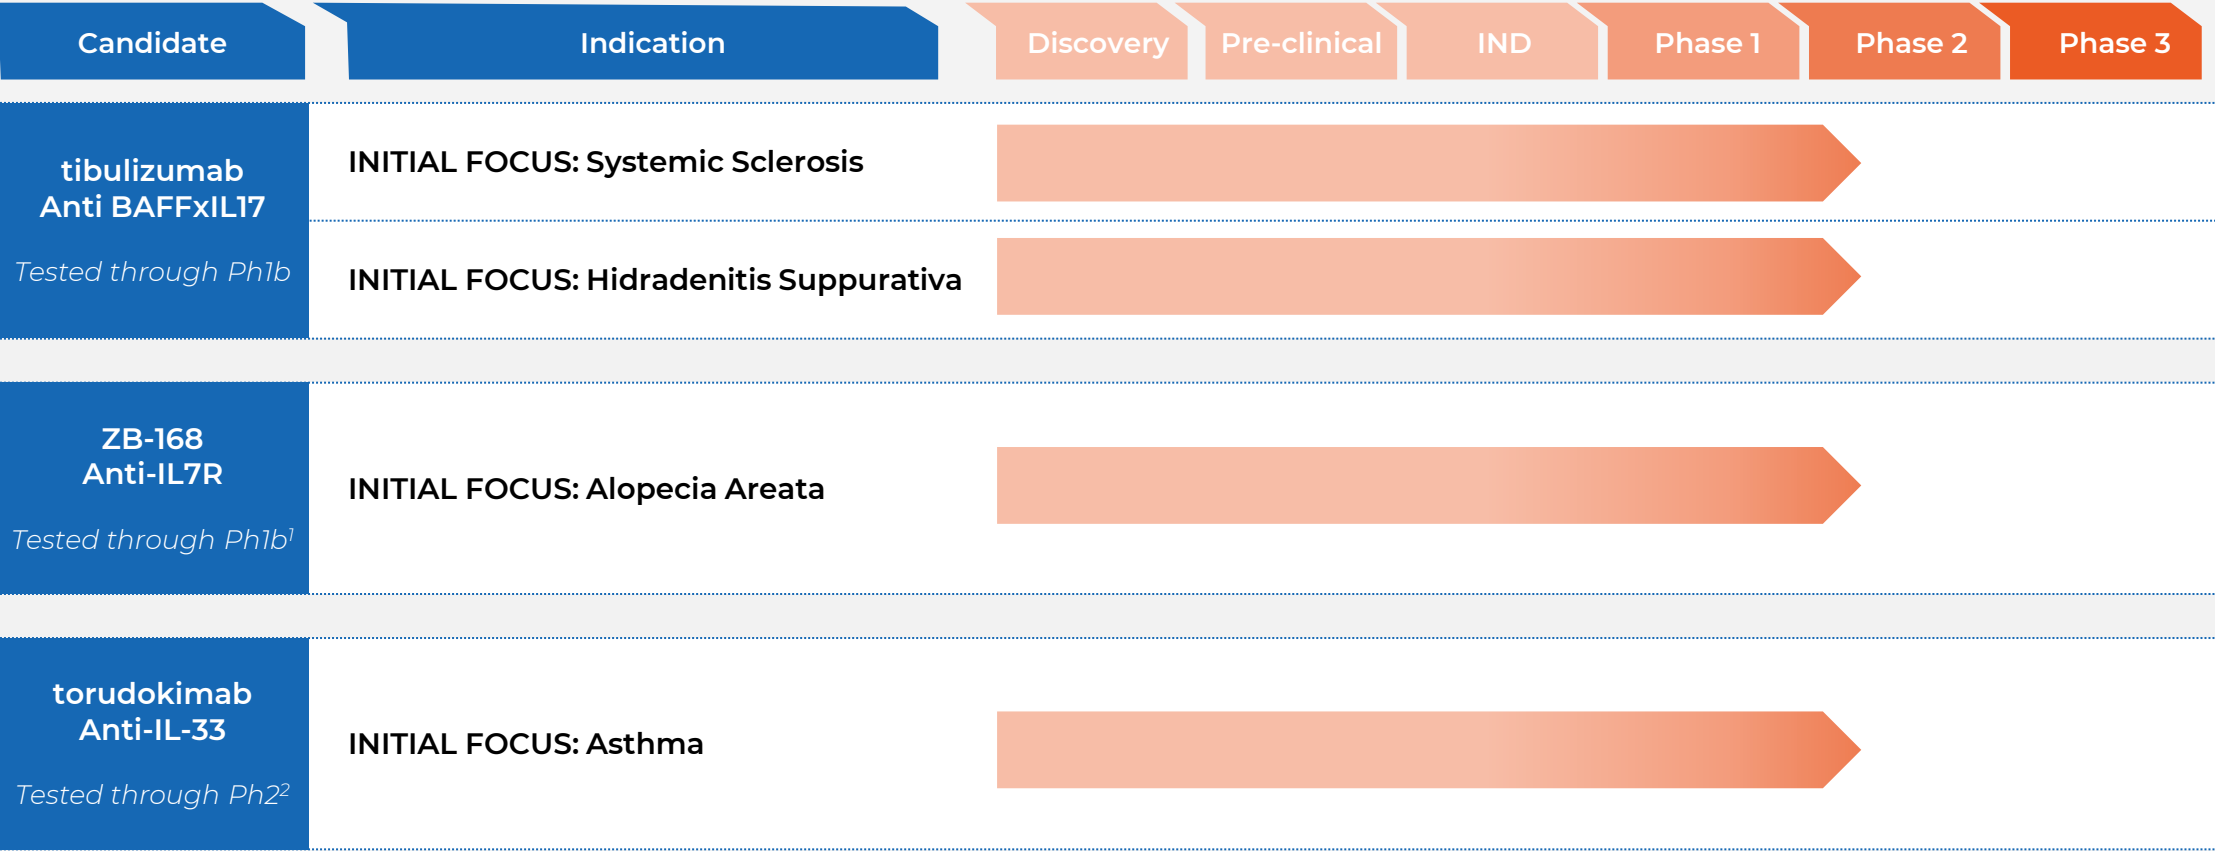 Candidate
Indication
Discovery
Pre-clinical
IND
Phase 1
Phase 2
Phase 3
tibulizumab
Anti BAFFxIL17
Tested through Ph1b
INITIAL FOCUS: Systemic Sclerosis
INITIAL FOCUS: Hidradenitis Suppurativa
ZB-168
Anti-IL7R
Tested through Ph1b¹
INITIAL FOCUS: Alopecia Areata
torudokimab
Anti-IL-33
Tested through Ph2²
INITIAL FOCUS: Asthma